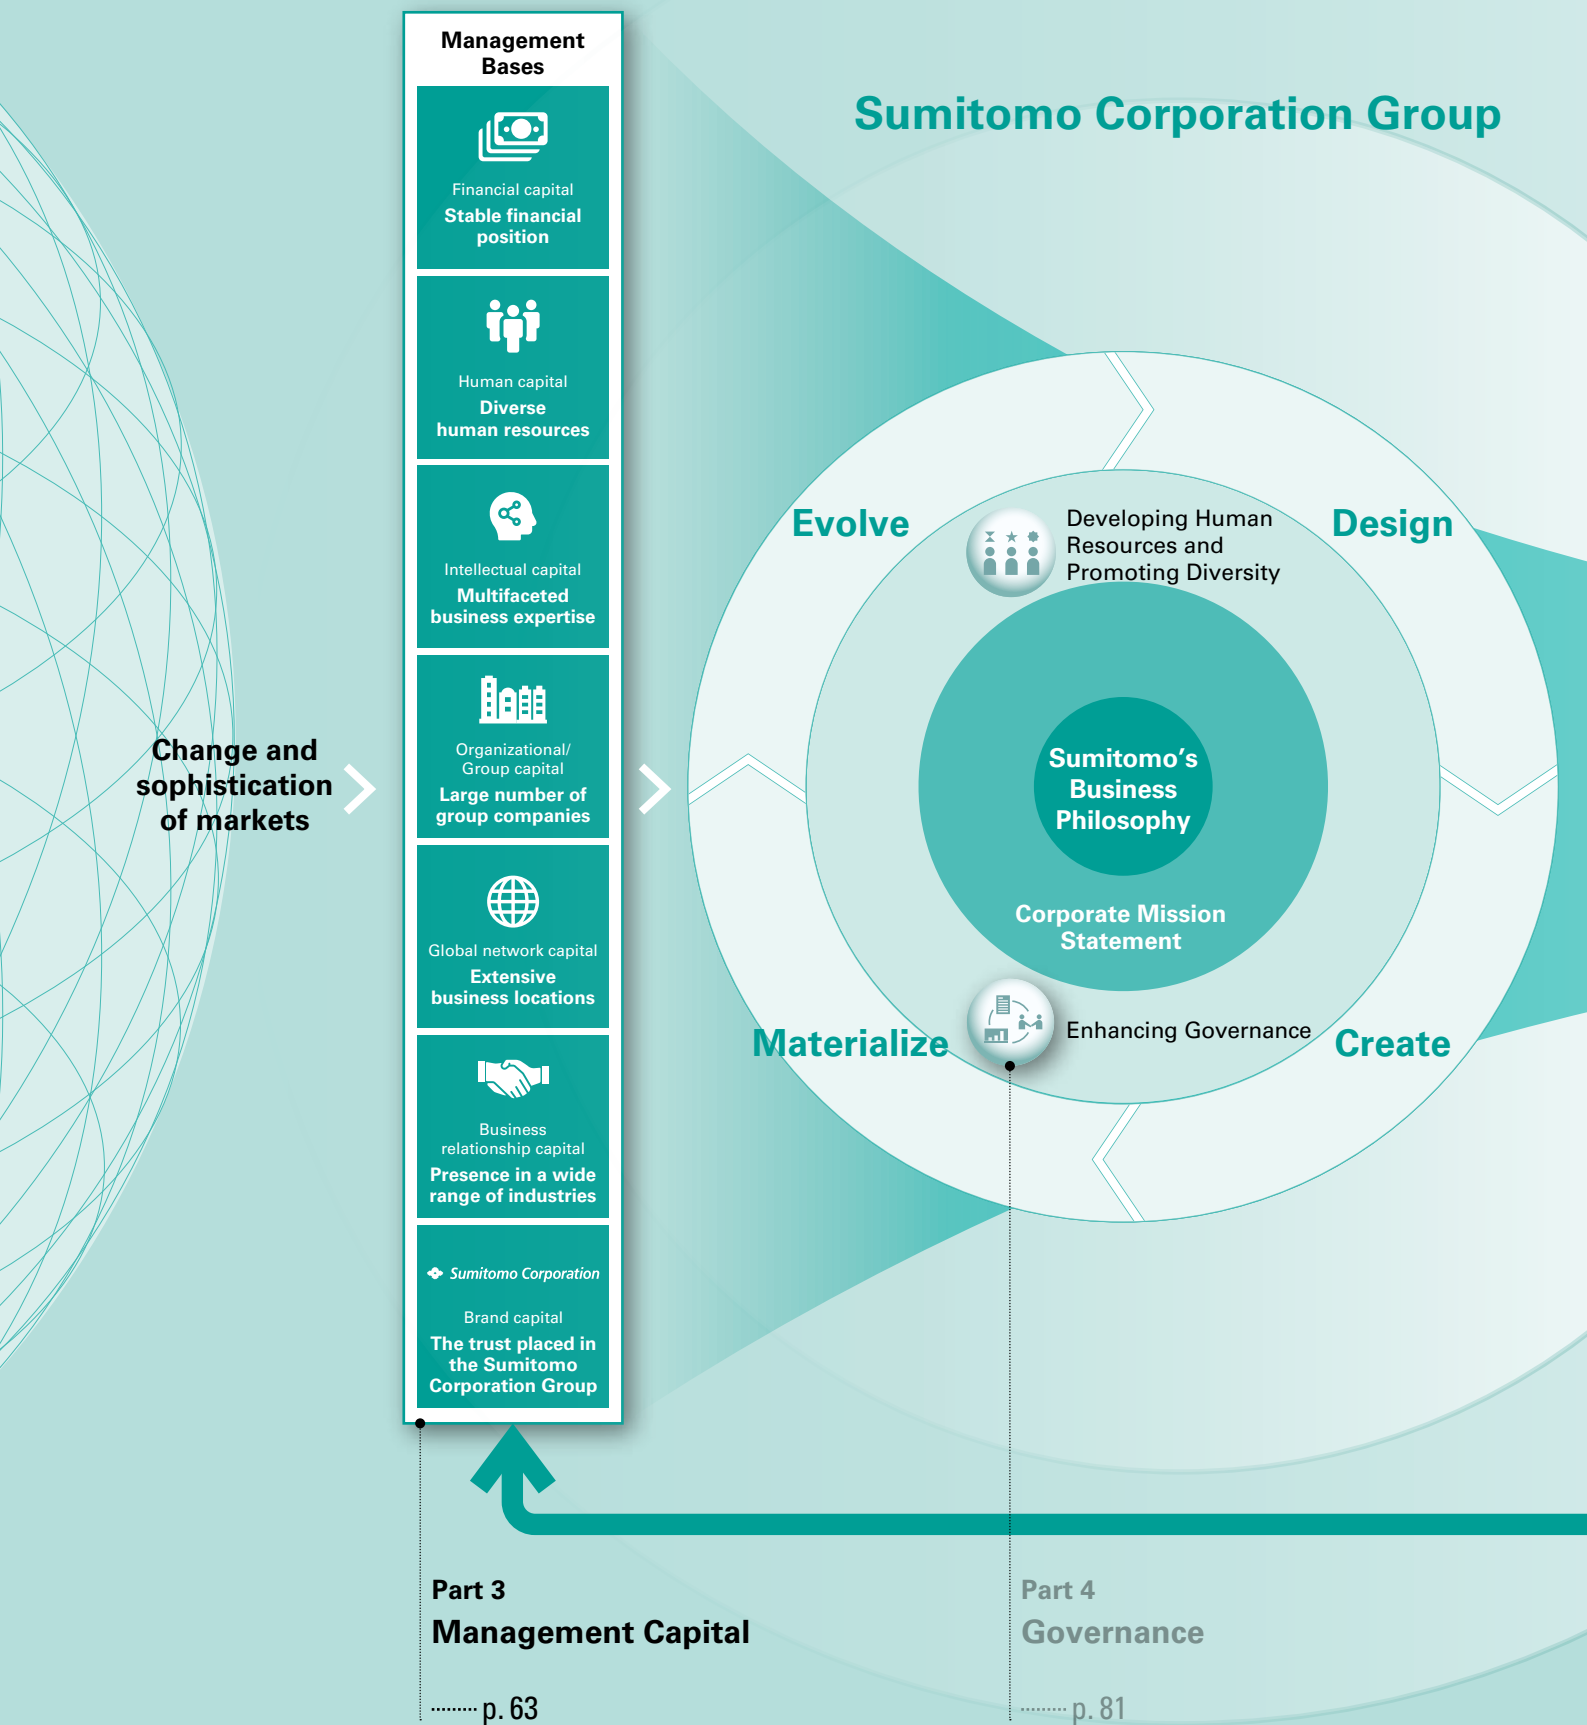 Management
Bases
Financial capital
Stable financial
position
Human capital
Diverse
human resources
Intellectual capital
Multifaceted
business expertise
Organizational/
Group capital
Large number of
group companies
Global network capital
Extensive
business locations
Business
relationship capital
Presence in a wide
range of industries
Sumitomo Corporation
Brand capital
The trust placed in
the Sumitomo
Corporation Group
Change and
sophistication
of markets
Sumitomo Corporation Group
Evolve
Design
Developing Human
Resources and
Promoting Diversity
Sumitomo's
Business
Philosophy
Corporate Mission
Statement
Enhancing Governance
Materialize
Create
Part 3
Management Capital
......... p. 63
Part 4
Governance
......... p. 81